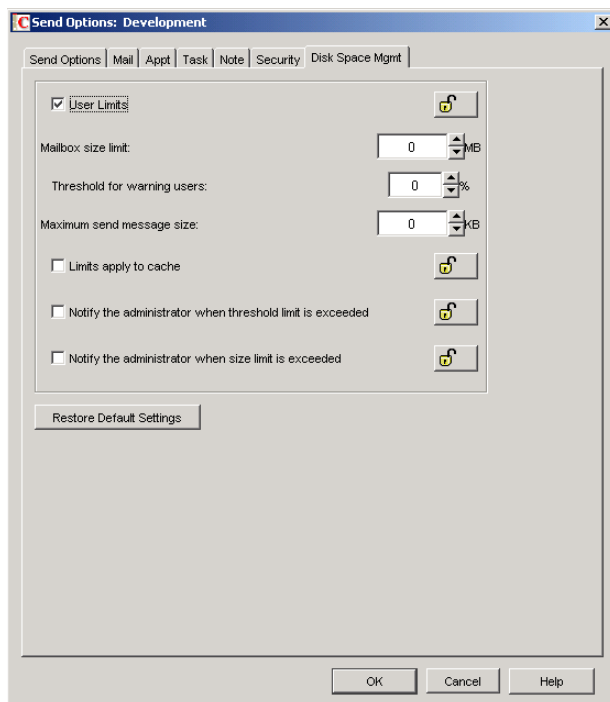 Send Options: Development
Send Options Mail Appt Task Note Security Disk Space Mgmt
User Limits
Mailbox size limit: 0 MB
Threshold for warning users: 0 %
Maximum send message size: 0 KB
Limits apply to cache
Notify the administrator when threshold limit is exceeded
Notify the administrator when size limit is exceeded
Restore Default Settings
OK Cancel Help